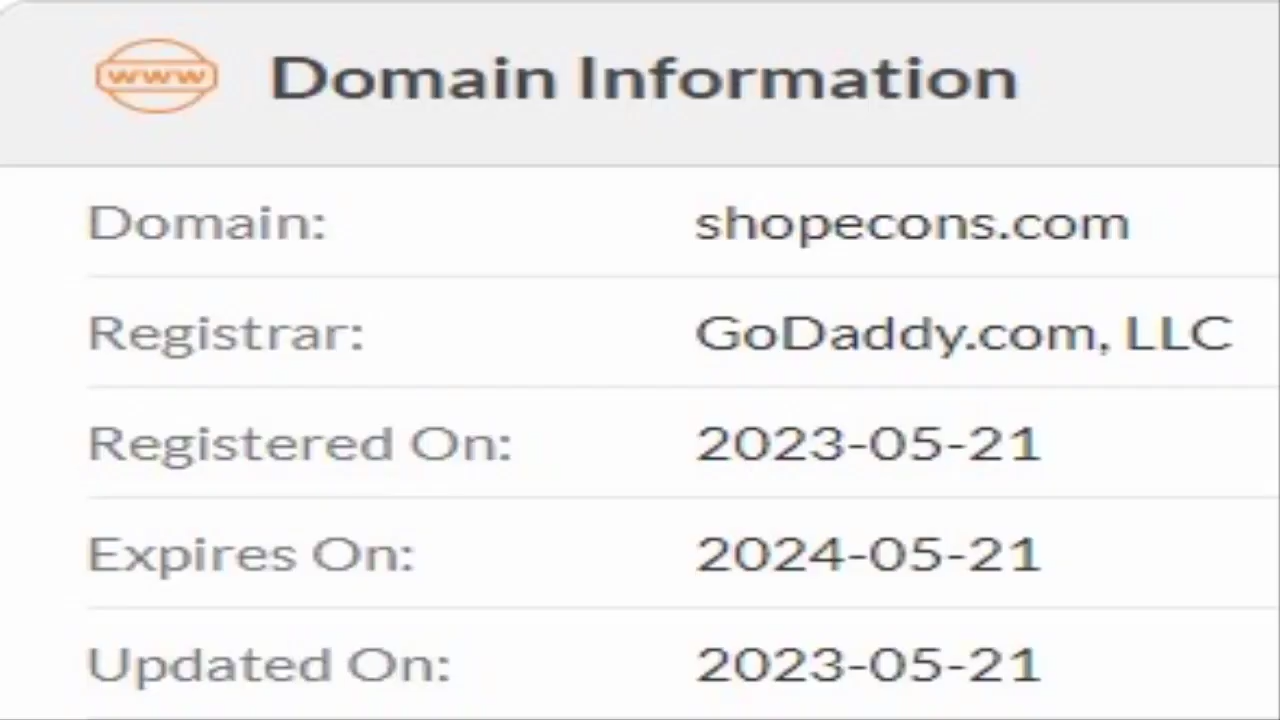 www Domain Information
Domain: shopecons.com
Registrar: GoDaddy.com, LLC
Registered On: 2023-05-21
Expires On: 2024-05-21
Updated On: 2023-05-21